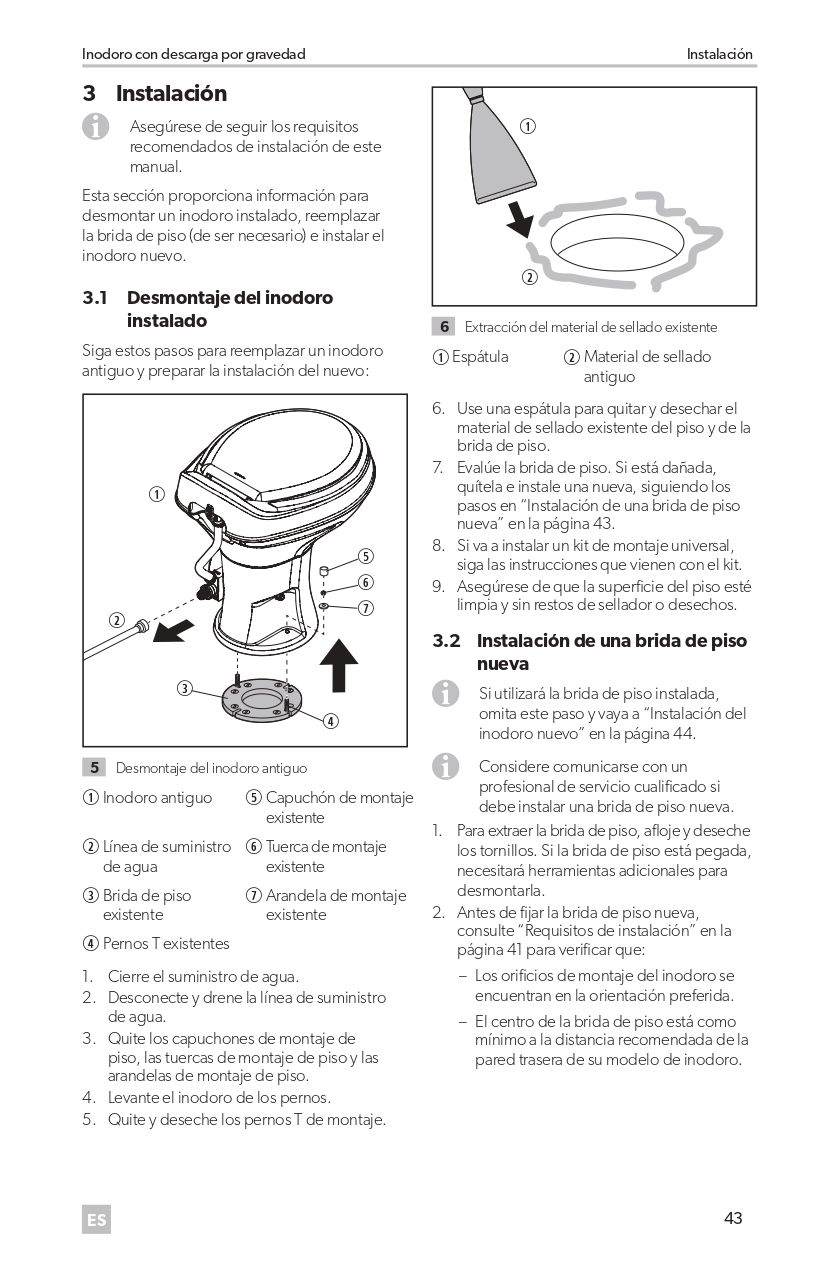 Inodoro con descarga por gravedad
Instalación
3 Instalación
Asegúrese de seguir los requisitos
recomendados de instalación de este
manual.
Esta sección proporciona información para
desmontar un inodoro instalado, reemplazar
la brida de piso (de ser necesario) e instalar el
inodoro nuevo.
3.1 Desmontaje del inodoro
instalado
Siga estos pasos para reemplazar un inodoro
antiguo y preparar la instalación del nuevo:
1
2
3
4
5
6
7
5 Desmontaje del inodoro antiguo
1 Inodoro antiguo
5 Capuchón de montaje
existente
2 Línea de suministro
de agua
6 Tuerca de montaje
existente
3 Brida de piso
existente
7 Arandela de montaje
existente
4 Pernos T existentes
1. Cierre el suministro de agua.
2. Desconecte y drene la línea de suministro
de agua.
3. Quite los capuchones de montaje de
piso, las tuercas de montaje de piso y las
arandelas de montaje de piso.
4. Levante el inodoro de los pernos.
5. Quite y deseche los pernos T de montaje.
1
2
6 Extracción del material de sellado existente
1 Espátula
2 Material de sellado
antiguo
6. Use una espátula para quitar y desechar el
material de sellado existente del piso y de la
brida de piso.
7. Evalúe la brida de piso. Si está dañada,
quítela e instale una nueva, siguiendo los
pasos en “Instalación de una brida de piso
nueva” en la página 43.
8. Si va a instalar un kit de montaje universal,
siga las instrucciones que vienen con el kit.
9. Asegúrese de que la superficie del piso esté
limpia y sin restos de sellador o desechos.
3.2 Instalación de una brida de piso
nueva
Si utilizará la brida de piso instalada,
omita este paso y vaya a “Instalación del
inodoro nuevo” en la página 44.
Considere comunicarse con un
profesional de servicio cualificado si
debe instalar una brida de piso nueva.
1. Para extraer la brida de piso, afloje y deseche
los tornillos. Si la brida de piso está pegada,
necesitará herramientas adicionales para
desmontarla.
2. Antes de fijar la brida de piso nueva,
consulte “Requisitos de instalación” en la
página 41 para verificar que:
– Los orificios de montaje del inodoro se
encuentran en la orientación preferida.
– El centro de la brida de piso está como
mínimo a la distancia recomendada de la
pared trasera de su modelo de inodoro.
ES
43